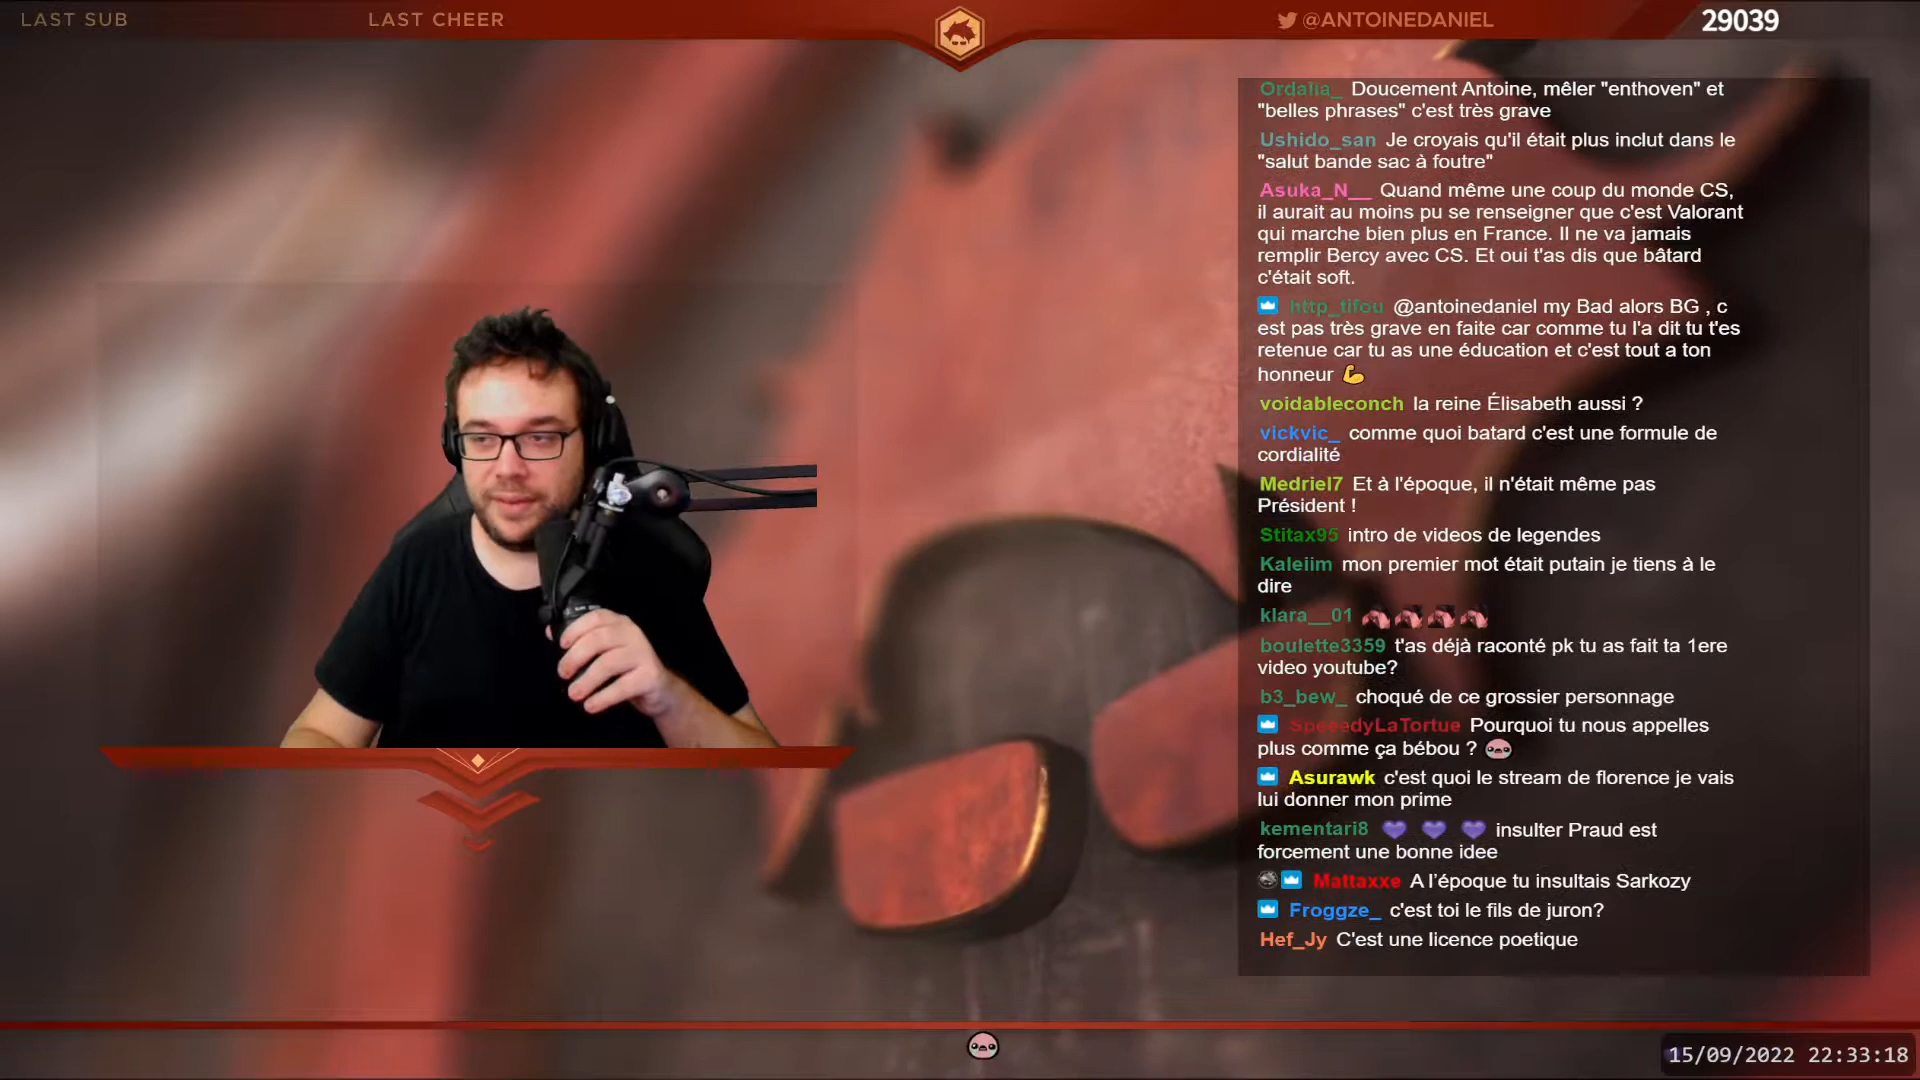 LAST SUB
LAST CHEER
@ANTOINEDANIEL
29039
Ordalia_ Doucement Antoine, mêler "enthoven" et
"belles phrases" c'est très grave
Ushido_san Je croyais qu'il était plus inclut dans le
"salut bande sac à foutre"
Asuka_N__ Quand même une coup du monde CS,
il aurait au moins pu se renseigner que c'est Valorant
qui marche bien plus en France. Il ne va jamais
remplir Bercy avec CS. Et oui t'as dis que bâtard
c'était soft.
http_tifou @antoinedaniel my Bad alors BG , c
est pas très grave en faite car comme tu l'a dit tu t'es
retenue car tu as une éducation et c'est tout a ton
honneur 💪
voidableconch la reine Élisabeth aussi ?
vickvic_ comme quoi batard c'est une formule de
cordialité
Medriel7 Et à l'époque, il n'était même pas
Président !
Stitax95 intro de videos de legendes
Kaleiim mon premier mot était putain je tiens à le
dire
klara__01
boulette3359 t'as déjà raconté pk tu as fait ta 1ere
video youtube?
b3_bew_ choqué de ce grossier personnage
SpeeedyLaTortue Pourquoi tu nous appelles
plus comme ça bébou ?
Asurawk c'est quoi le stream de florence je vais
lui donner mon prime
kementari8 💜 💜 💜 insulter Praud est
forcement une bonne idee
Mattaxxe A l'époque tu insultais Sarkozy
Froggze_ c'est toi le fils de juron?
Hef_Jy C'est une licence poetique
15/09/2022 22:33:18